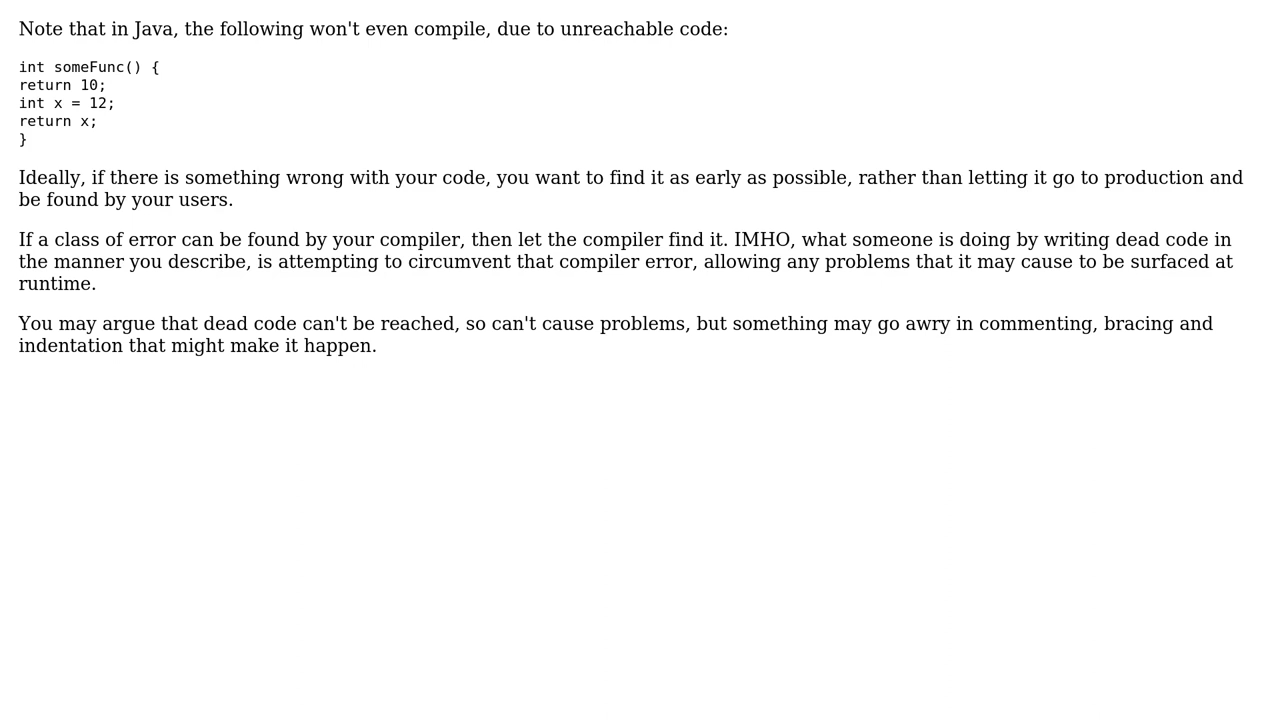 Note that in Java, the following won't even compile, due to unreachable code:
int someFunc() {
return 10;
int x = 12;
return x;
}
Ideally, if there is something wrong with your code, you want to find it as early as possible, rather than letting it go to production and
be found by your users.
If a class of error can be found by your compiler, then let the compiler find it. IMHO, what someone is doing by writing dead code in
the manner you describe, is attempting to circumvent that compiler error, allowing any problems that it may cause to be surfaced at
runtime.
You may argue that dead code can't be reached, so can't cause problems, but something may go awry in commenting, bracing and
indentation that might make it happen.